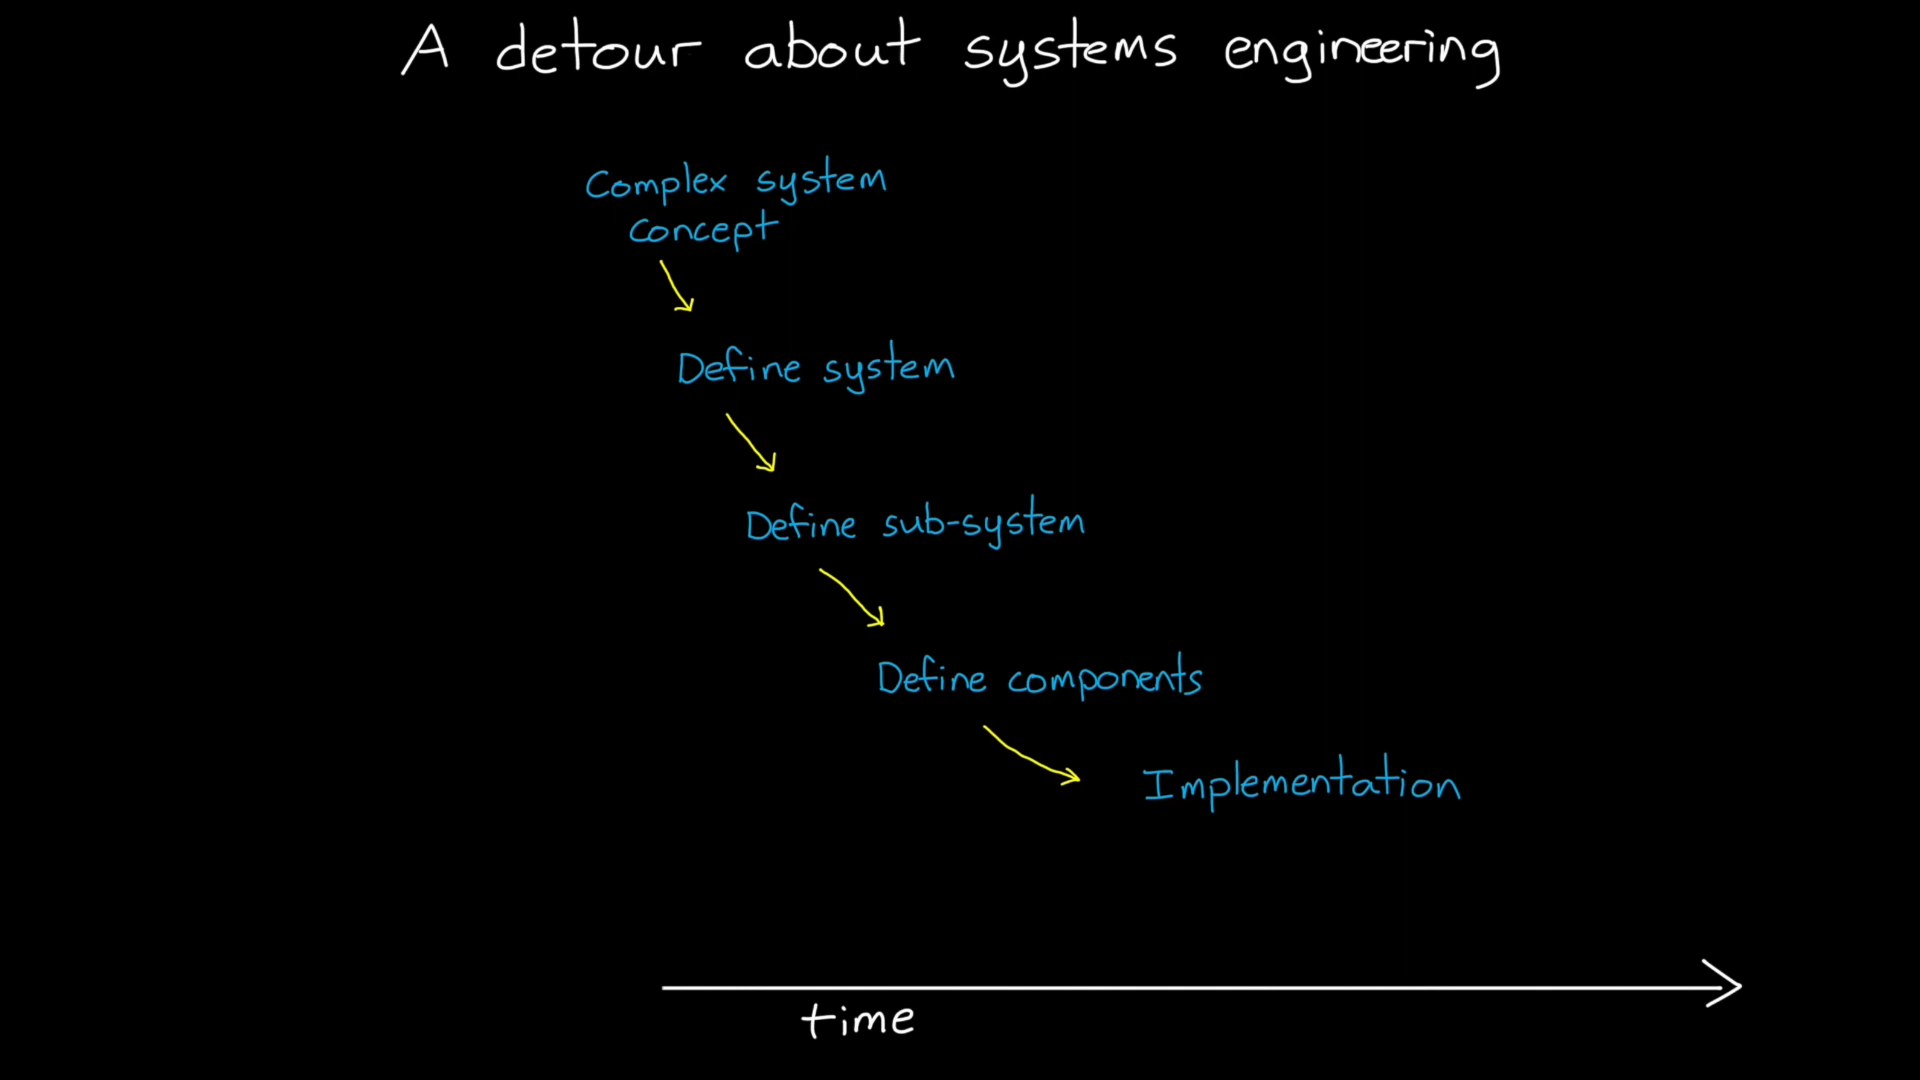 A detour about systems engineering
Complex system
concept
Define system
Define sub-system
Define components
Implementation
time